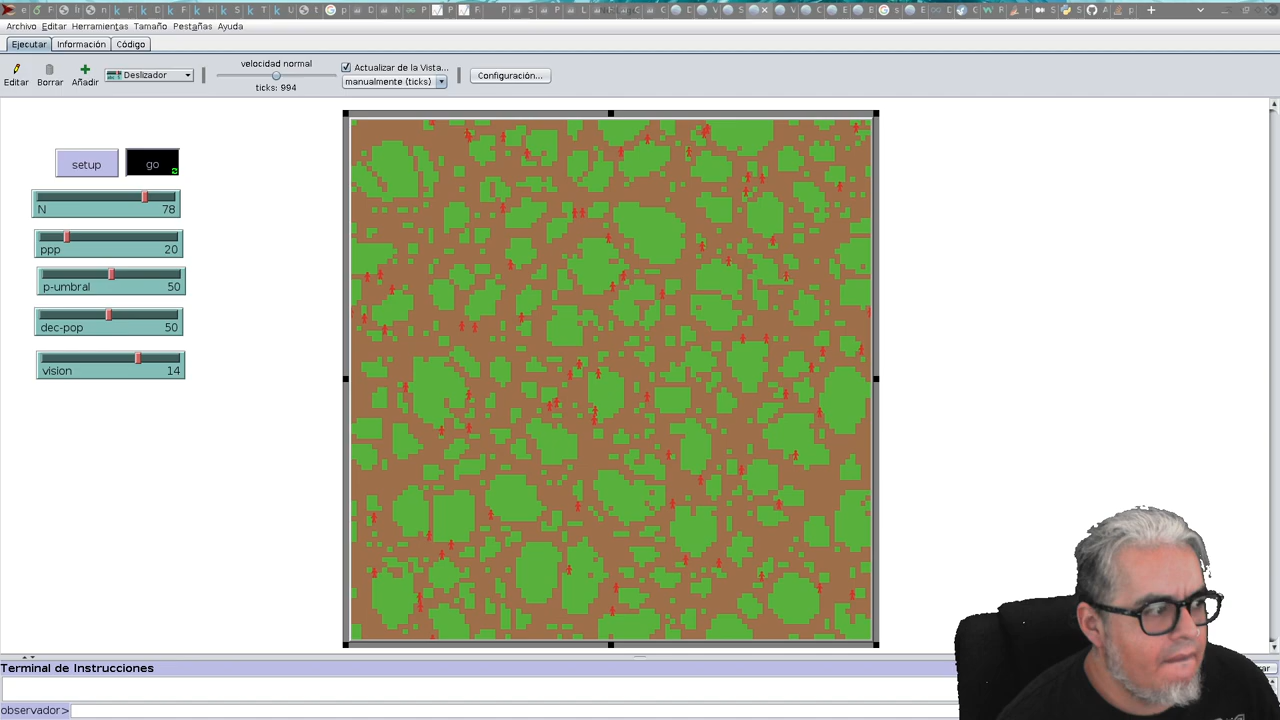 Archivo Editar Herramientas Tamaño Pestañas Ayuda
Ejecutar Información Código
Editar Borrar Añadir Deslizador velocidad normal ticks: 994 Actualizar de la Vista... manualmente (ticks) Configuración...
setup go
N 78
ppp 20
p-umbral 50
dec-pop 50
vision 14
Terminal de Instrucciones
observador>